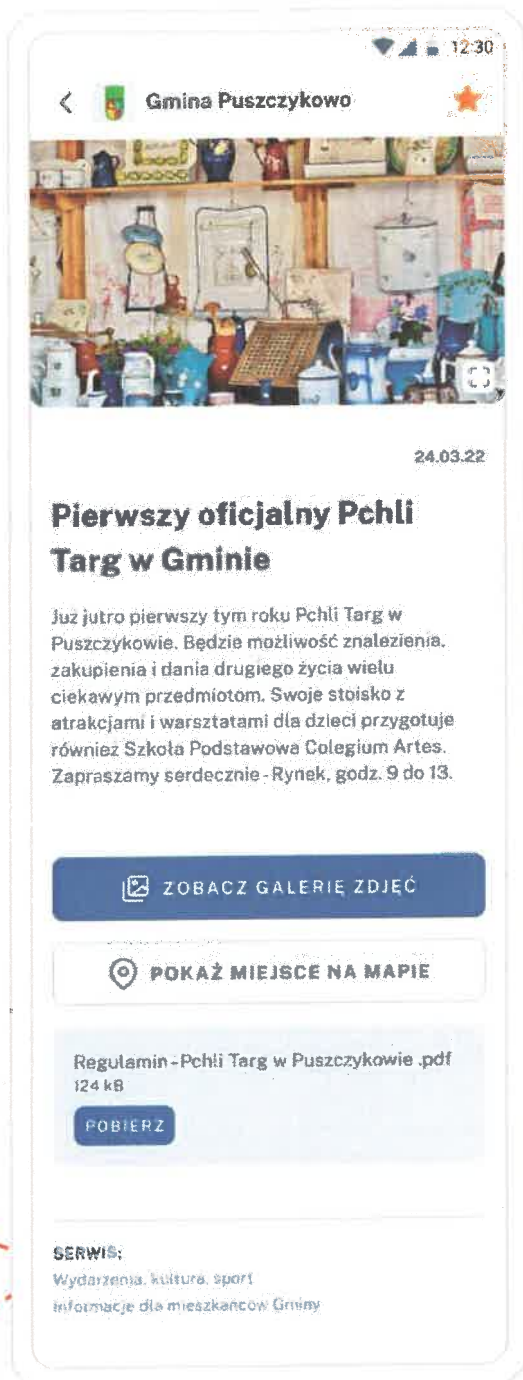 12:30
Gmina Puszczykowo
24.03.22
Pierwszy oficjalny Pchli
Targ w Gminie
Już jutro pierwszy tym roku Pchli Targ w
Puszczykowie. Będzie możliwość znalezienia,
zakupienia i dania drugiego życia wielu
ciekawym przedmiotom. Swoje stoisko z
atrakcjami i warsztatami dla dzieci przygotuje
również Szkoła Podstawowa Colegium Artes.
Zapraszamy serdecznie - Rynek, godz. 9 do 13.
ZOBACZ GALERIĘ ZDJĘĆ
POKAŻ MIEJSCE NA MAPIE
Regulamin - Pchli Targ w Puszczykowie .pdf
124 kB
POBIERZ
SERWIS:
Wydarzenia, kultura, sport
Informacje dla mieszkańców Gminy